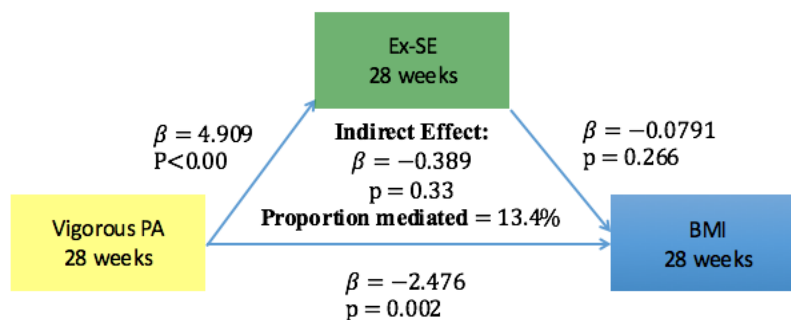 Ex-SE
28 weeks
β = 4.909
P<0.00
Indirect Effect:
β = −0.389
p = 0.33
Proportion mediated = 13.4%
β = −0.0791
p = 0.266
Vigorous PA
28 weeks
BMI
28 weeks
β = −2.476
p = 0.002